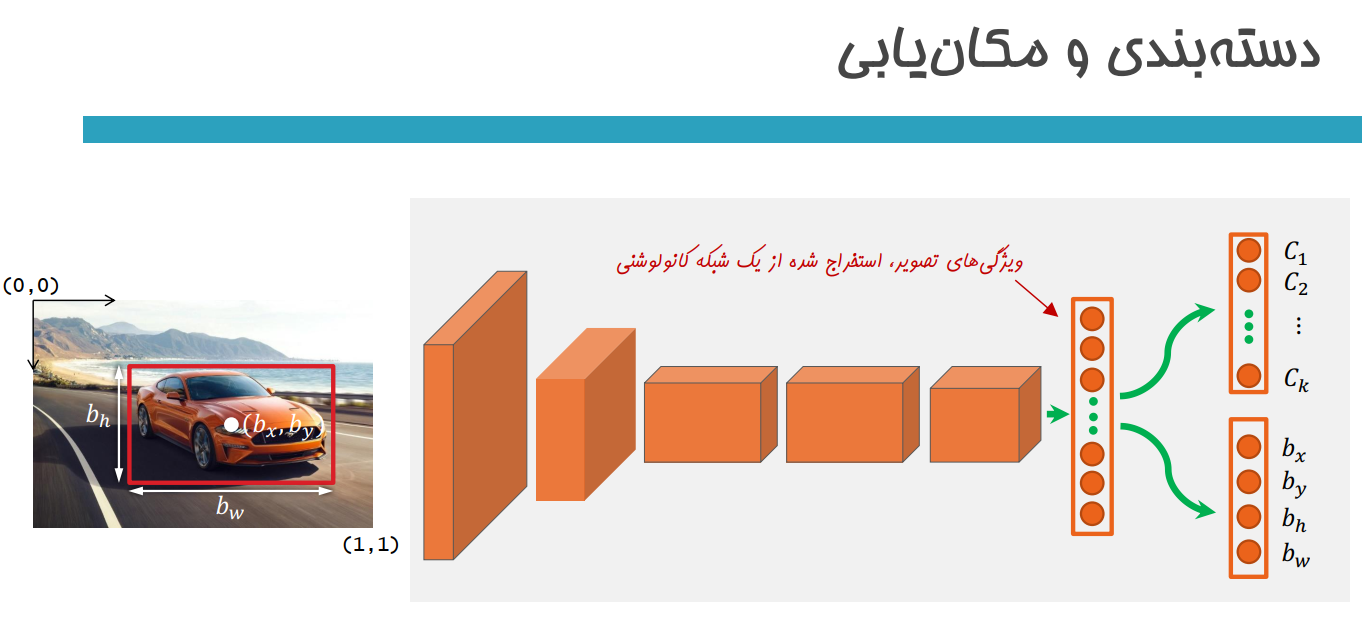 دسته‌بندی و مکان‌یابی
ویژگی‌های تصویر، استخراج شده از یک شبکه کانولوشنی
(0,0)
b_h
(b_x, b_y)
b_w
(1,1)
C_1
C_2
⋮
C_k
b_x
b_y
b_h
b_w